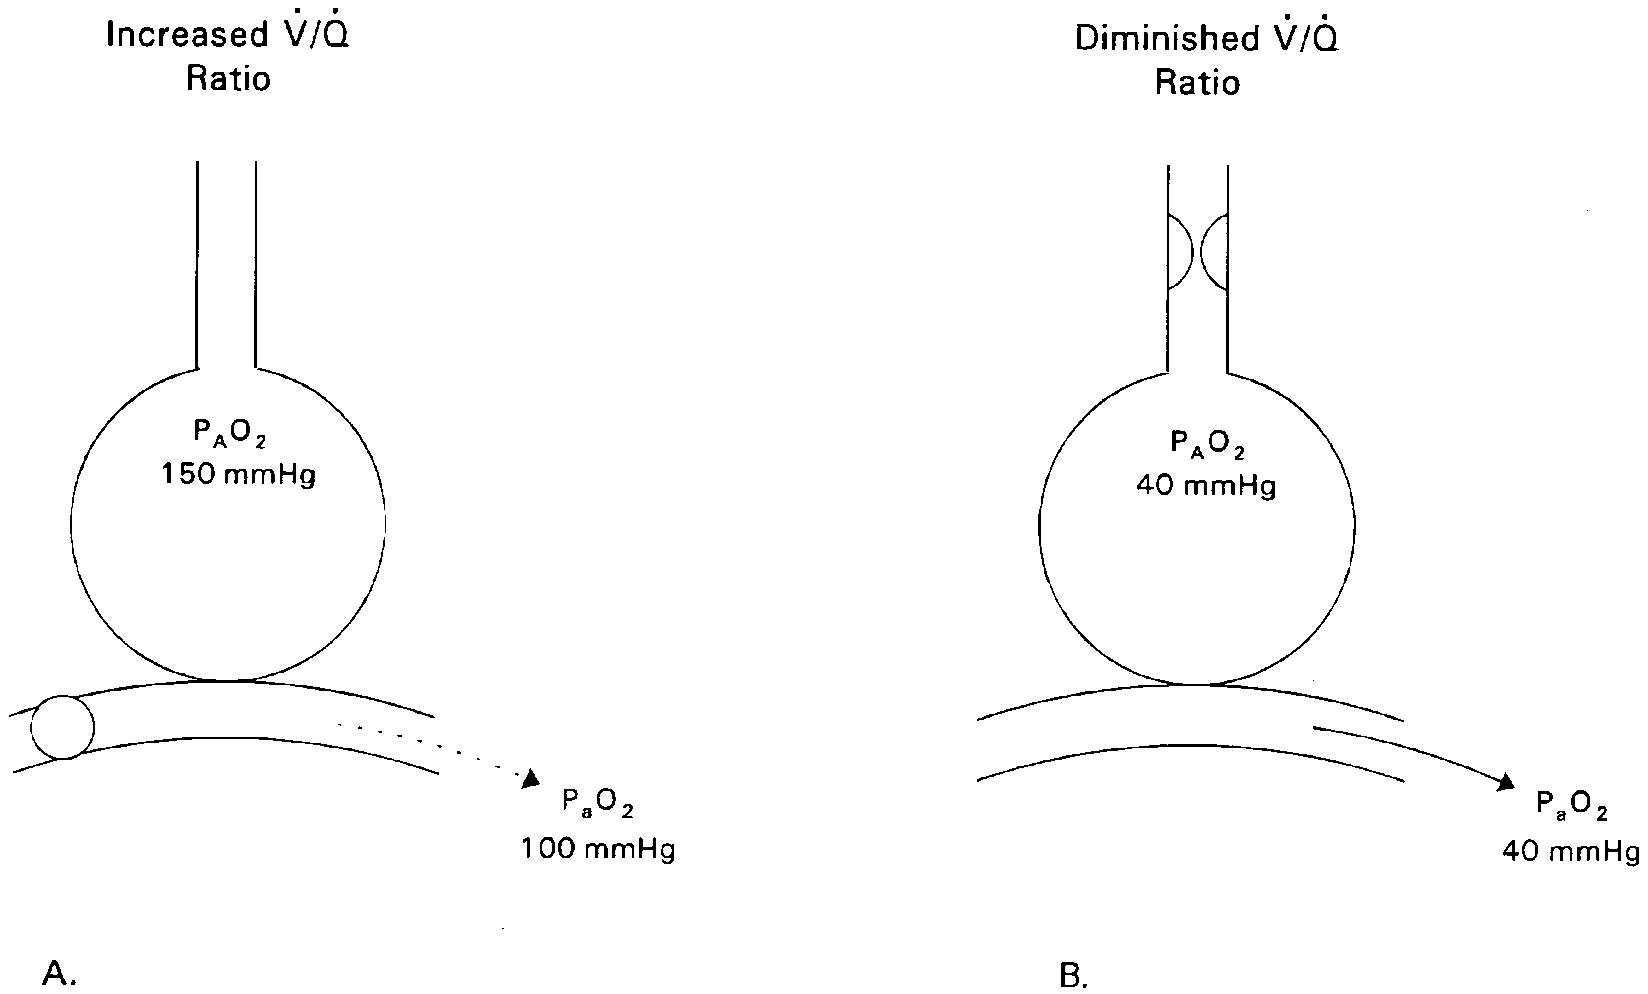 Increased V̇/Q̇
Ratio
PAO2
150 mmHg
PaO2
100 mmHg
A.
Diminished V̇/Q̇
Ratio
PAO2
40 mmHg
PaO2
40 mmHg
B.